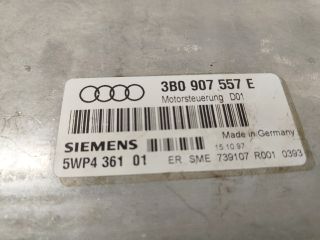 3B0 907 557 E
Motorsteuerung D01
Made in Germany
SIEMENS
15.10.97
5WP4 361 01
ER SME 739107 R001 0393